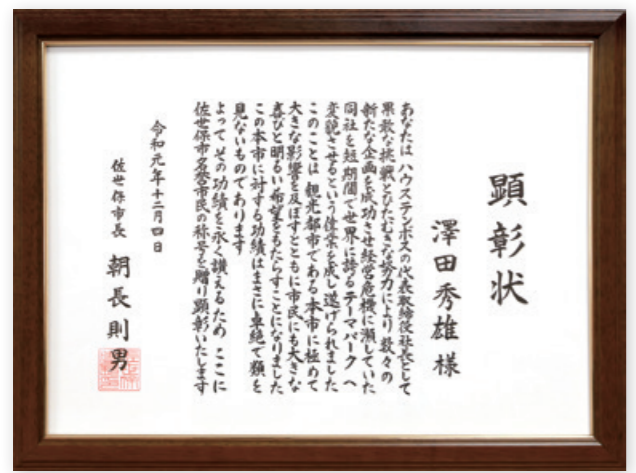 顕彰状
澤田秀雄様
あなたはハウステンボスの代表取締役社長として
果敢な挑戦とひたむきな努力により数々の
新たな企画を成功させ経営危機に瀕していた
同社を短期間で世界に誇るテーマパークへ
変貌させるという偉業を成し遂げられました
このことは観光都市である本市に極めて
大きな影響を及ぼすとともに市民にも大きな
喜びと明るい希望をもたらすことになりました
この本市に対する功績はまさに卓絶で類を
見ないものであります
よってその功績を永く讃えるためここに
佐世保市名誉市民の称号を贈り顕彰いたします
令和元年十二月四日
佐世保市長 朝長則男